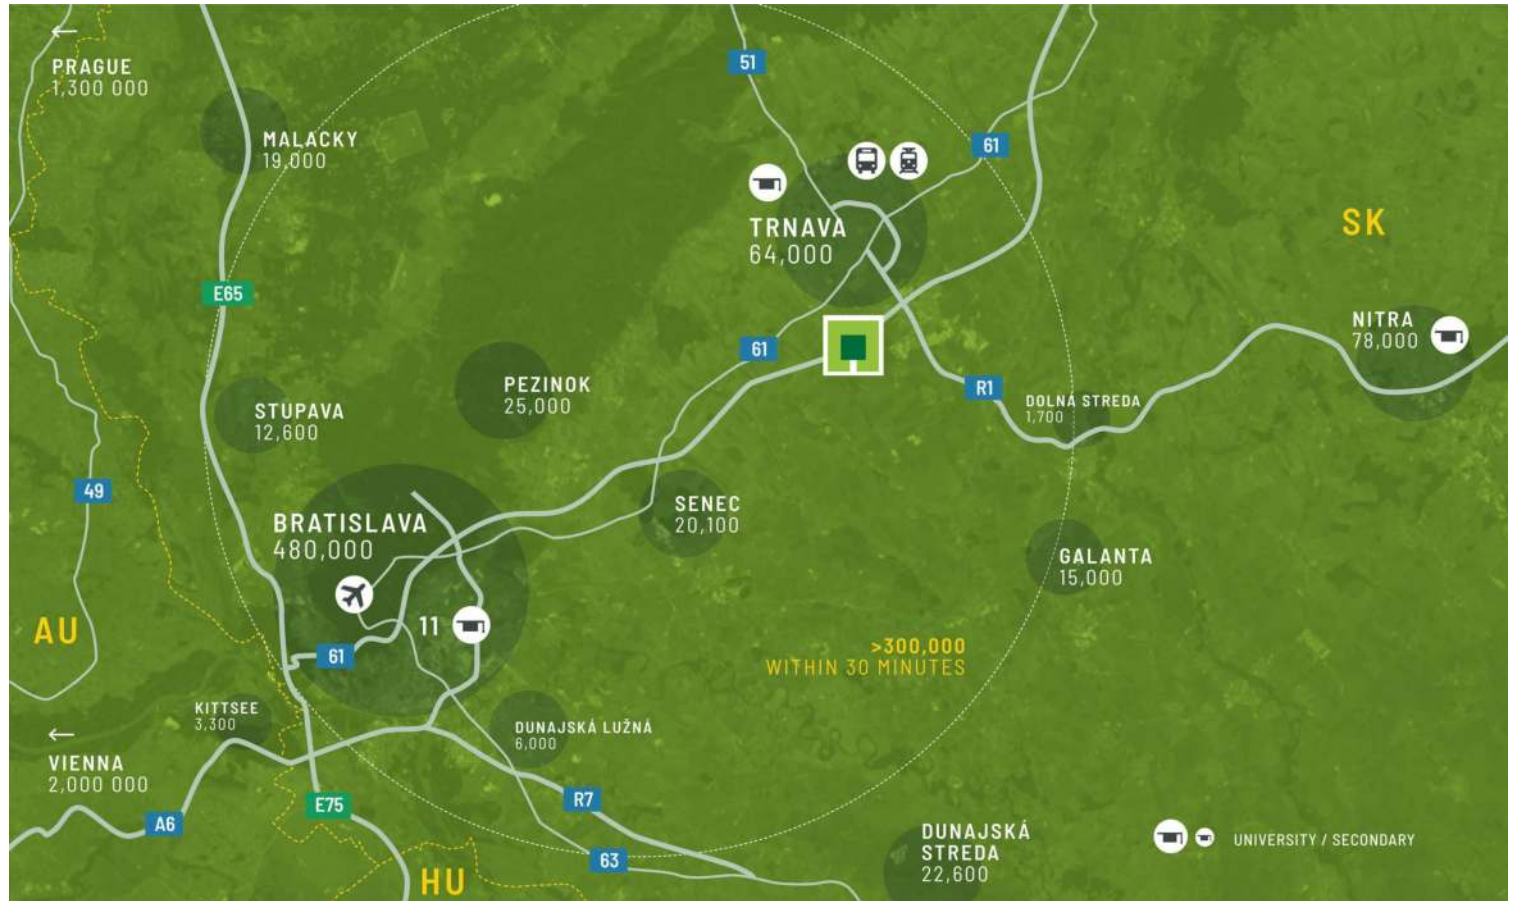 PRAGUE
1,300 000
MALACKY
19,000
51
61
TRNAVA
64,000
SK
E65
NITRA
78,000
61
PEZINOK
25,000
R1
DOLNÁ STREDA
1,700
STUPAVA
12,600
49
BRATISLAVA
480,000
SENEC
20,100
GALANTA
15,000
AU
11
61
>300,000
WITHIN 30 MINUTES
KITTSEE
3,300
DUNAJSKÁ LUŽNÁ
6,000
VIENNA
2,000 000
A6
E75
R7
63
DUNAJSKÁ
STREDA
22,600
UNIVERSITY / SECONDARY
HU